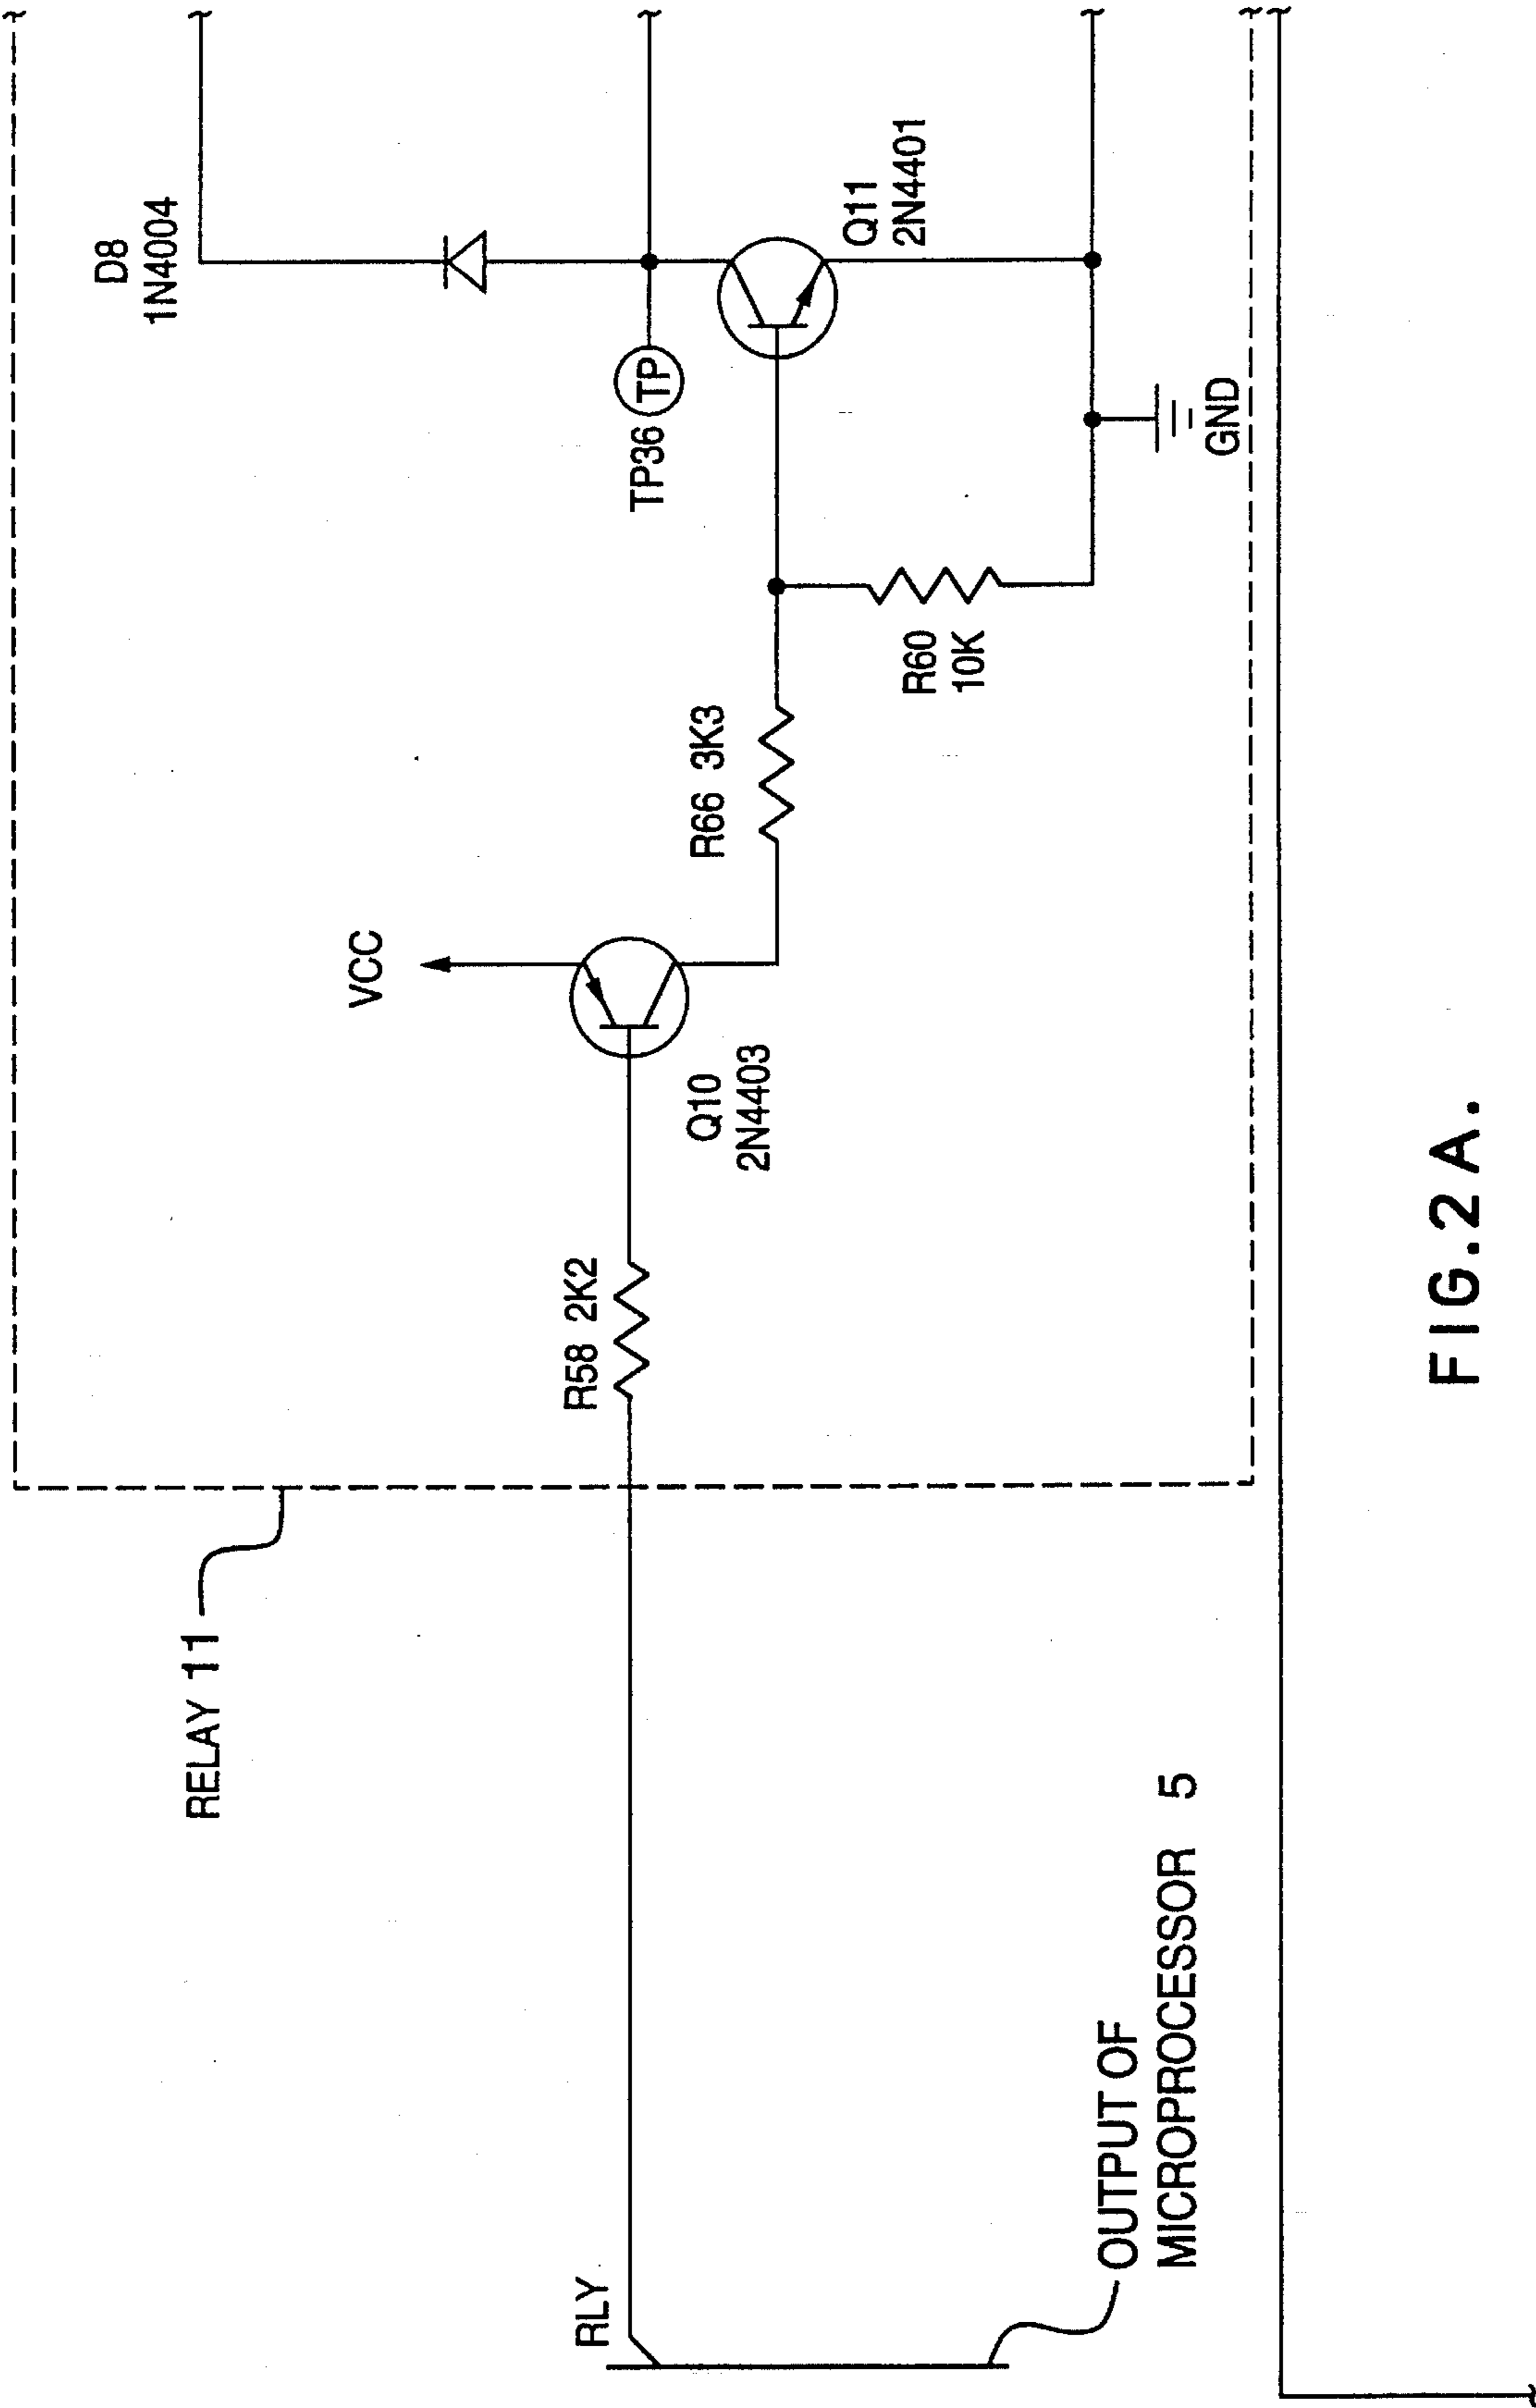 D8
1N4004
Q11
2N4401
TP
TP36
GND
R60
10K
R66 3K3
VCC
Q10
2N4403
R58 2K2
RELAY 11
RLY
OUTPUT OF
MICROPROCESSOR 5
FIG.2A.